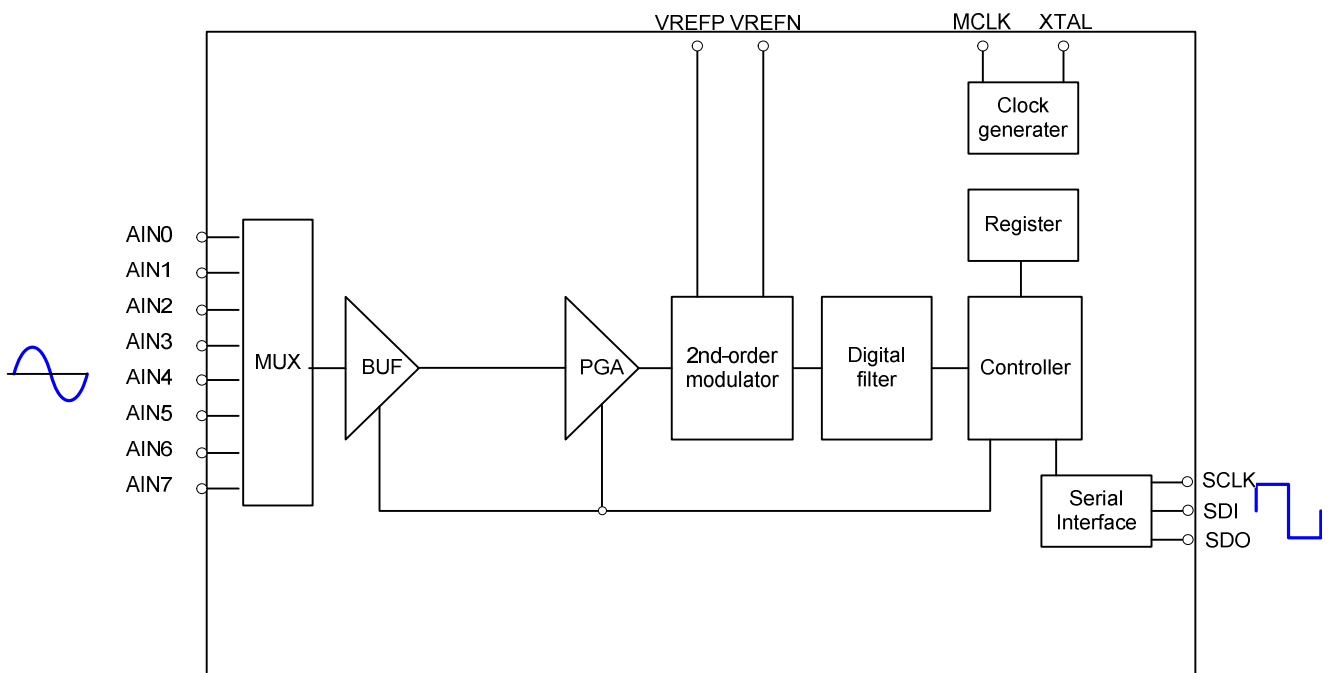 VREFP VREFN
MCLK XTAL
Clock
generater
Register
AIN0
AIN1
AIN2
AIN3
AIN4
AIN5
AIN6
AIN7
MUX
BUF
PGA
2nd-order
modulator
Digital
filter
Controller
Serial
Interface
SCLK
SDI
SDO